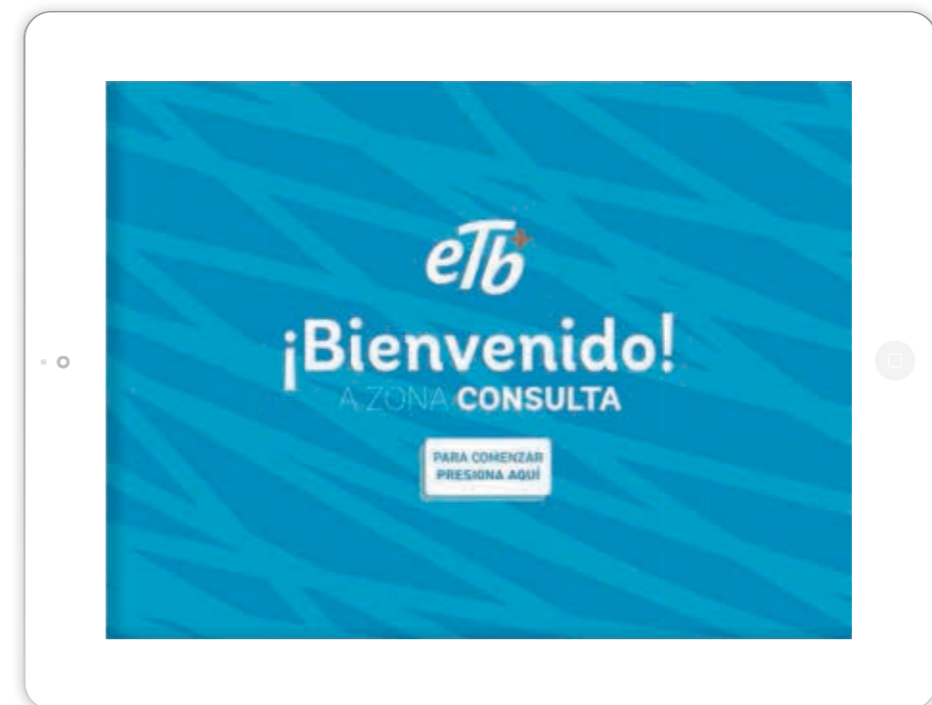 eTb+
¡Bienvenido!
A ZONA CONSULTA
PARA COMENZAR
PRESIONA AQUÍ